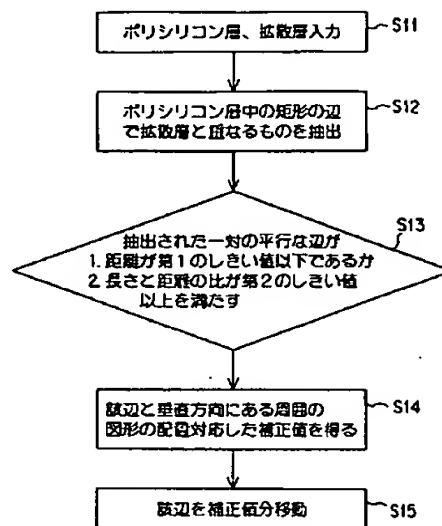 ポリシリコン層、拡散層入力
S11
ポリシリコン層中の矩形の辺
で拡散層と重なるものを抽出
S12
S13
抽出された一対の平行な辺が
1. 距離が第1のしきい値以下であるか
2. 長さと距離の比が第2のしきい値
以上を満たす
該辺と垂直方向にある周囲の
図形の配置対応した補正値を得る
S14
該辺を補正値分移動
S15